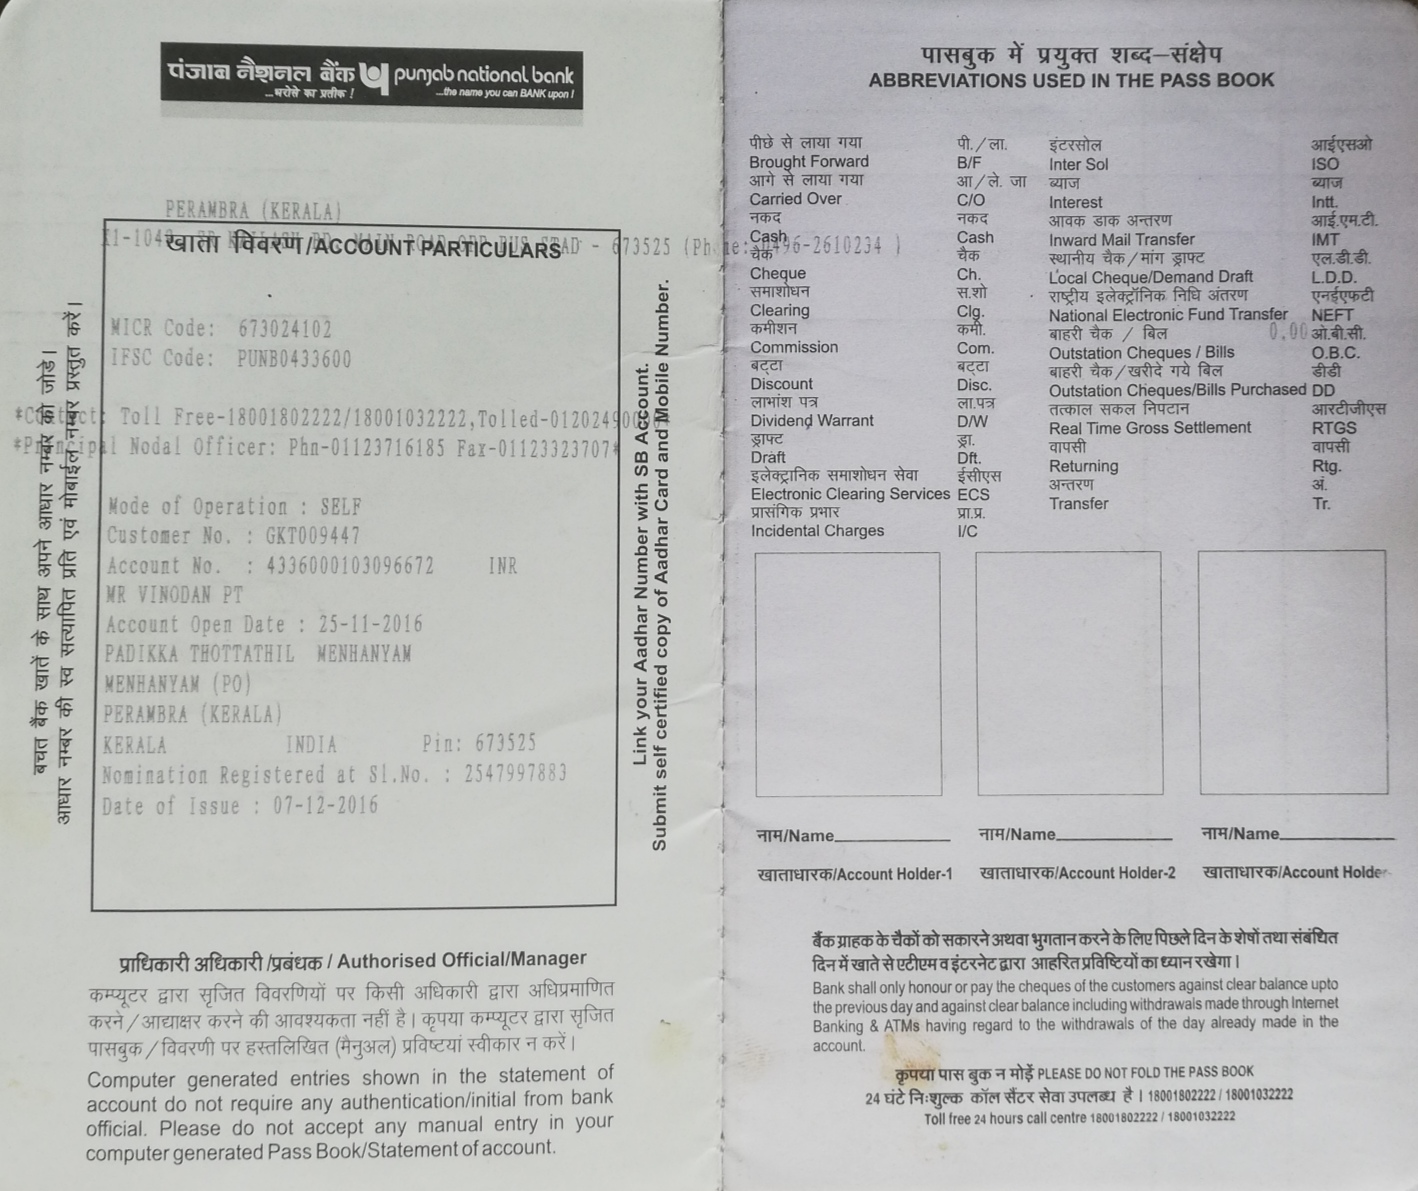 पंजाब नैशनल बैंक punjab national bank
...भरोसे का प्रतीक ! ...the name you can BANK upon !
PERAMBRA (KERALA)
MAIN ROAD OPP BUS STAD - 673525 (Phone: 0496-2610234 )
खाता विवरण/ACCOUNT PARTICULARS
MICR Code: 673024102
IFSC Code: PUNB0433600
*Contact: Toll Free-18001802222/18001032222,Tolled-0120249000
*Principal Nodal Officer: Phn-01123716185 Fax-01123323707*
Mode of Operation : SELF
Customer No. : GKT009447
Account No. : 4336000103096672 INR
MR VINODAN PT
Account Open Date : 25-11-2016
PADIKKA THOTTATHIL MENHANYAM
MENHANYAM (PO)
PERAMBRA (KERALA)
KERALA INDIA Pin: 673525
Nomination Registered at Sl.No. : 2547997883
Date of Issue : 07-12-2016
बचत बैंक खातें के साथ अपने आधार नम्बर को जोडें।
आधार नम्बर की स्व सत्यापित प्रति एवं मोबाईल नम्बर प्रस्तुत करें।
Link your Aadhar Number with SB Account.
Submit self certified copy of Aadhar Card and Mobile Number.
प्राधिकारी अधिकारी/प्रबंधक / Authorised Official/Manager
कम्प्यूटर द्वारा सृजित विवरणियों पर किसी अधिकारी द्वारा अधिप्रमाणित
करने/आद्याक्षर करने की आवश्यकता नहीं है। कृपया कम्प्यूटर द्वारा सृजित
पासबुक/विवरणी पर हस्तलिखित (मैनुअल) प्रविष्टियां स्वीकार न करें।
Computer generated entries shown in the statement of
account do not require any authentication/initial from bank
official. Please do not accept any manual entry in your
computer generated Pass Book/Statement of account.
पासबुक में प्रयुक्त शब्द-संक्षेप
ABBREVIATIONS USED IN THE PASS BOOK
पीछे से लाया गया पी./ला. इंटरसोल आईएसओ
Brought Forward B/F Inter Sol ISO
आगे से लाया गया आ/ले. जा ब्याज ब्याज
Carried Over C/O Interest Intt.
नकद नकद आवक डाक अन्तरण आई.एम.टी.
Cash Cash Inward Mail Transfer IMT
चैक चैक स्थानीय चैक/मांग ड्राफ्ट एल.डी.डी.
Cheque Ch. Local Cheque/Demand Draft L.D.D.
समाशोधन स.शो राष्ट्रीय इलेक्ट्रॉनिक निधि अंतरण एनईएफटी
Clearing Clg. National Electronic Fund Transfer NEFT
कमीशन कमी. बाहरी चैक / बिल 0.00 ओ.बी.सी.
Commission Com. Outstation Cheques / Bills O.B.C.
बट्टा बट्टा बाहरी चैक/खरीदे गये बिल डीडी
Discount Disc. Outstation Cheques/Bills Purchased DD
लाभांश पत्र ला.पत्र तत्काल सकल निपटान आरटीजीएस
Dividend Warrant D/W Real Time Gross Settlement RTGS
ड्राफ्ट ड्रा. वापसी वापसी
Draft Dft. Returning Rtg.
इलेक्ट्रानिक समाशोधन सेवा ईसीएस अन्तरण अं.
Electronic Clearing Services ECS Transfer Tr.
प्रासंगिक प्रभार प्रा.प्र.
Incidental Charges I/C
नाम/Name नाम/Name नाम/Name
खाताधारक/Account Holder-1 खाताधारक/Account Holder-2 खाताधारक/Account Holder-
बैंक ग्राहक के चैकों को सकारने अथवा भुगतान करने के लिए पिछले दिन के शेषों तथा संबंधित
दिन में खाते से एटीएम व इंटरनेट द्वारा आहरित प्रविष्टियों का ध्यान रखेगा।
Bank shall only honour or pay the cheques of the customers against clear balance upto
the previous day and against clear balance including withdrawals made through Internet
Banking & ATMs having regard to the withdrawals of the day already made in the
account.
कृपया पास बुक न मोड़ें PLEASE DO NOT FOLD THE PASS BOOK
24 घंटे निःशुल्क कॉल सैंटर सेवा उपलब्ध है। 18001802222 / 18001032222
Toll free 24 hours call centre 18001802222 / 18001032222